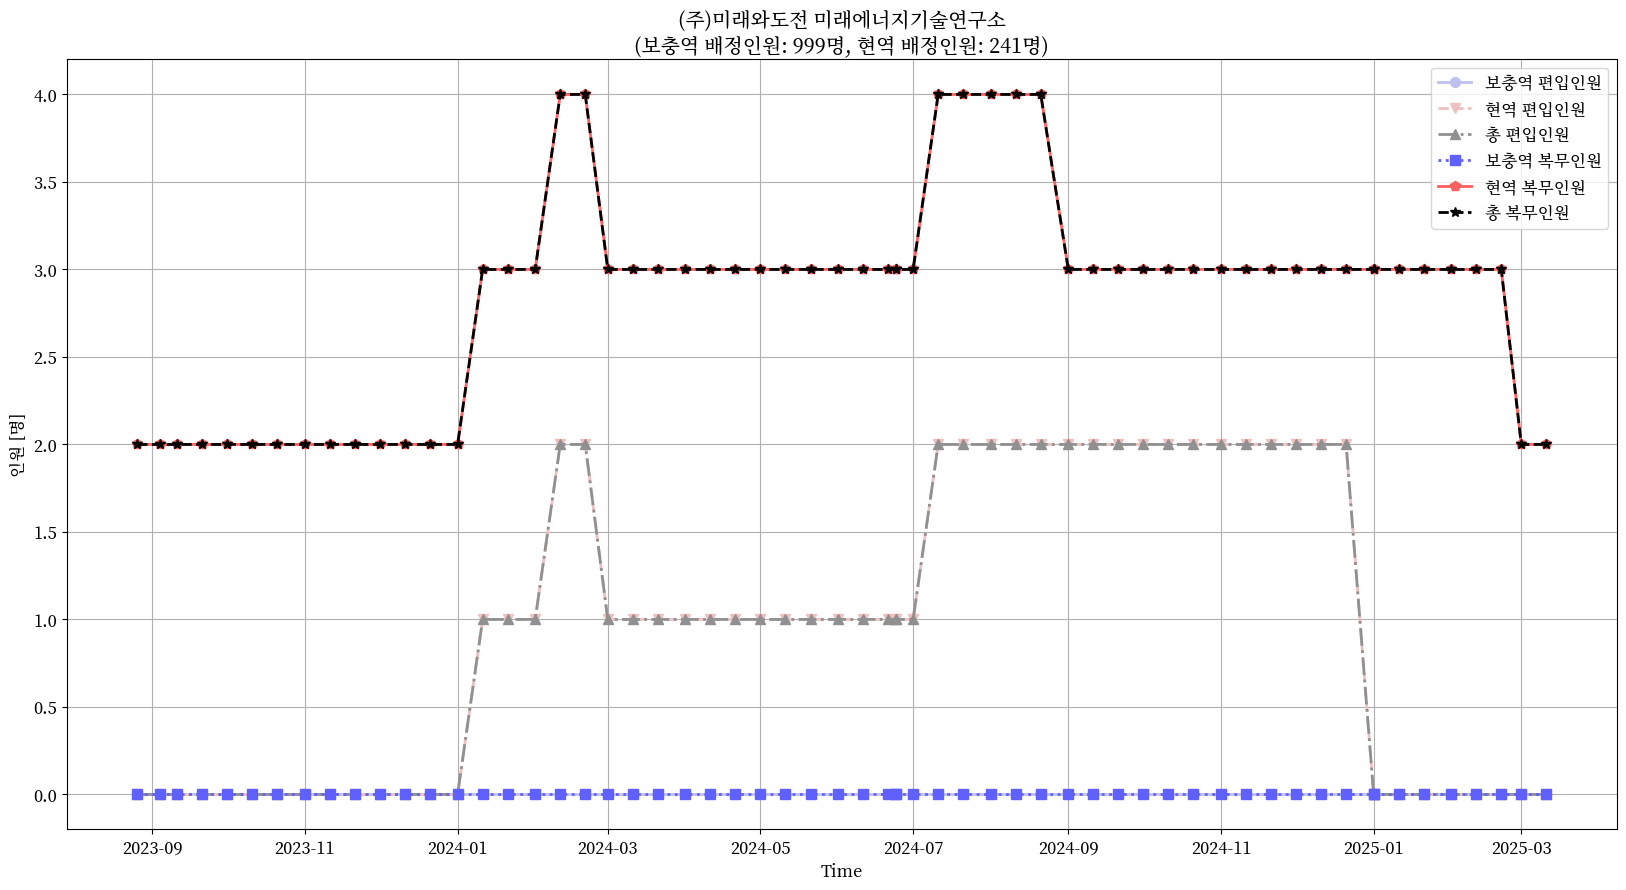 (주)미래와도전 미래에너지기술연구소
(보충역 배정인원: 999명, 현역 배정인원: 241명)
보충역 편입인원
현역 편입인원
총 편입인원
보충역 복무인원
현역 복무인원
총 복무인원
인원 [명]
4.0
3.5
3.0
2.5
2.0
1.5
1.0
0.5
0.0
2023-09
2023-11
2024-01
2024-03
2024-05
2024-07
2024-09
2024-11
2025-01
2025-03
Time